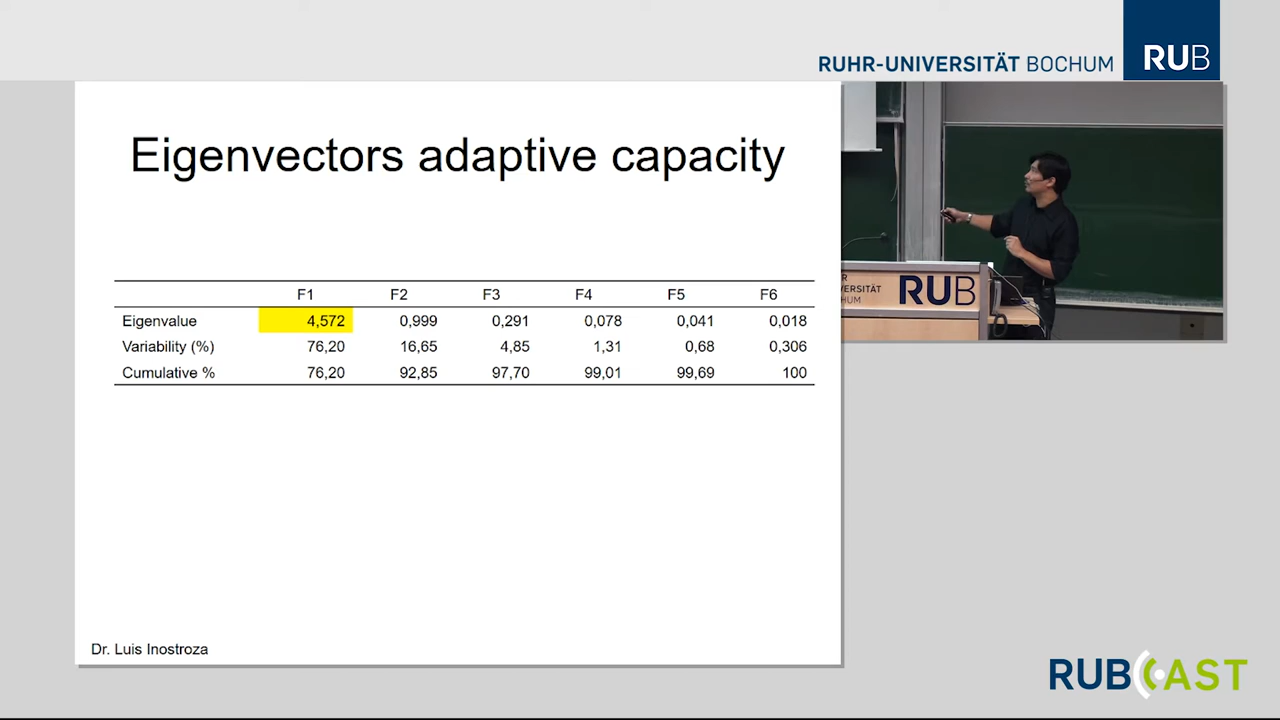 RUHR-UNIVERSITÄT BOCHUM
RUB
Eigenvectors adaptive capacity
F1 F2 F3 F4 F5 F6
Eigenvalue 4,572 0,999 0,291 0,078 0,041 0,018
Variability (%) 76,20 16,65 4,85 1,31 0,68 0,306
Cumulative % 76,20 92,85 97,70 99,01 99,69 100
RUB
Dr. Luis Inostroza
RUBCAST